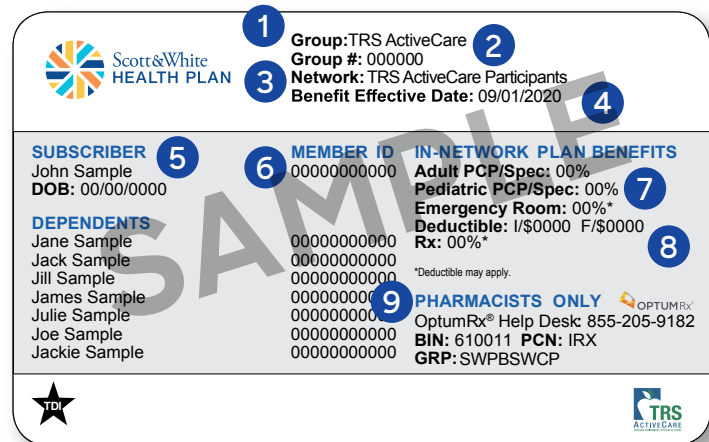 1
Group:TRS ActiveCare
2
Group #: 000000
Scott&White
HEALTH PLAN
3
Network: TRS ActiveCare Participants
Benefit Effective Date: 09/01/2020
4
SUBSCRIBER
5
John Sample
DOB: 00/00/0000
6
MEMBER ID
00000000000
IN-NETWORK PLAN BENEFITS
Adult PCP/Spec: 00%
Pediatric PCP/Spec: 00%
7
Emergency Room: 00%*
Deductible: I/$0000 F/$0000
8
Rx: 00%*
*Deductible may apply.
DEPENDENTS
Jane Sample 00000000000
Jack Sample 00000000000
Jill Sample 00000000000
James Sample 00000000000
Julie Sample 00000000000
Joe Sample 00000000000
Jackie Sample 00000000000
9
PHARMACISTS ONLY
OPTUMRx®
OptumRx® Help Desk: 855-205-9182
BIN: 610011 PCN: IRX
GRP: SWPBSWCP
SAMPLE
TDI
TRS
ACTIVECARE